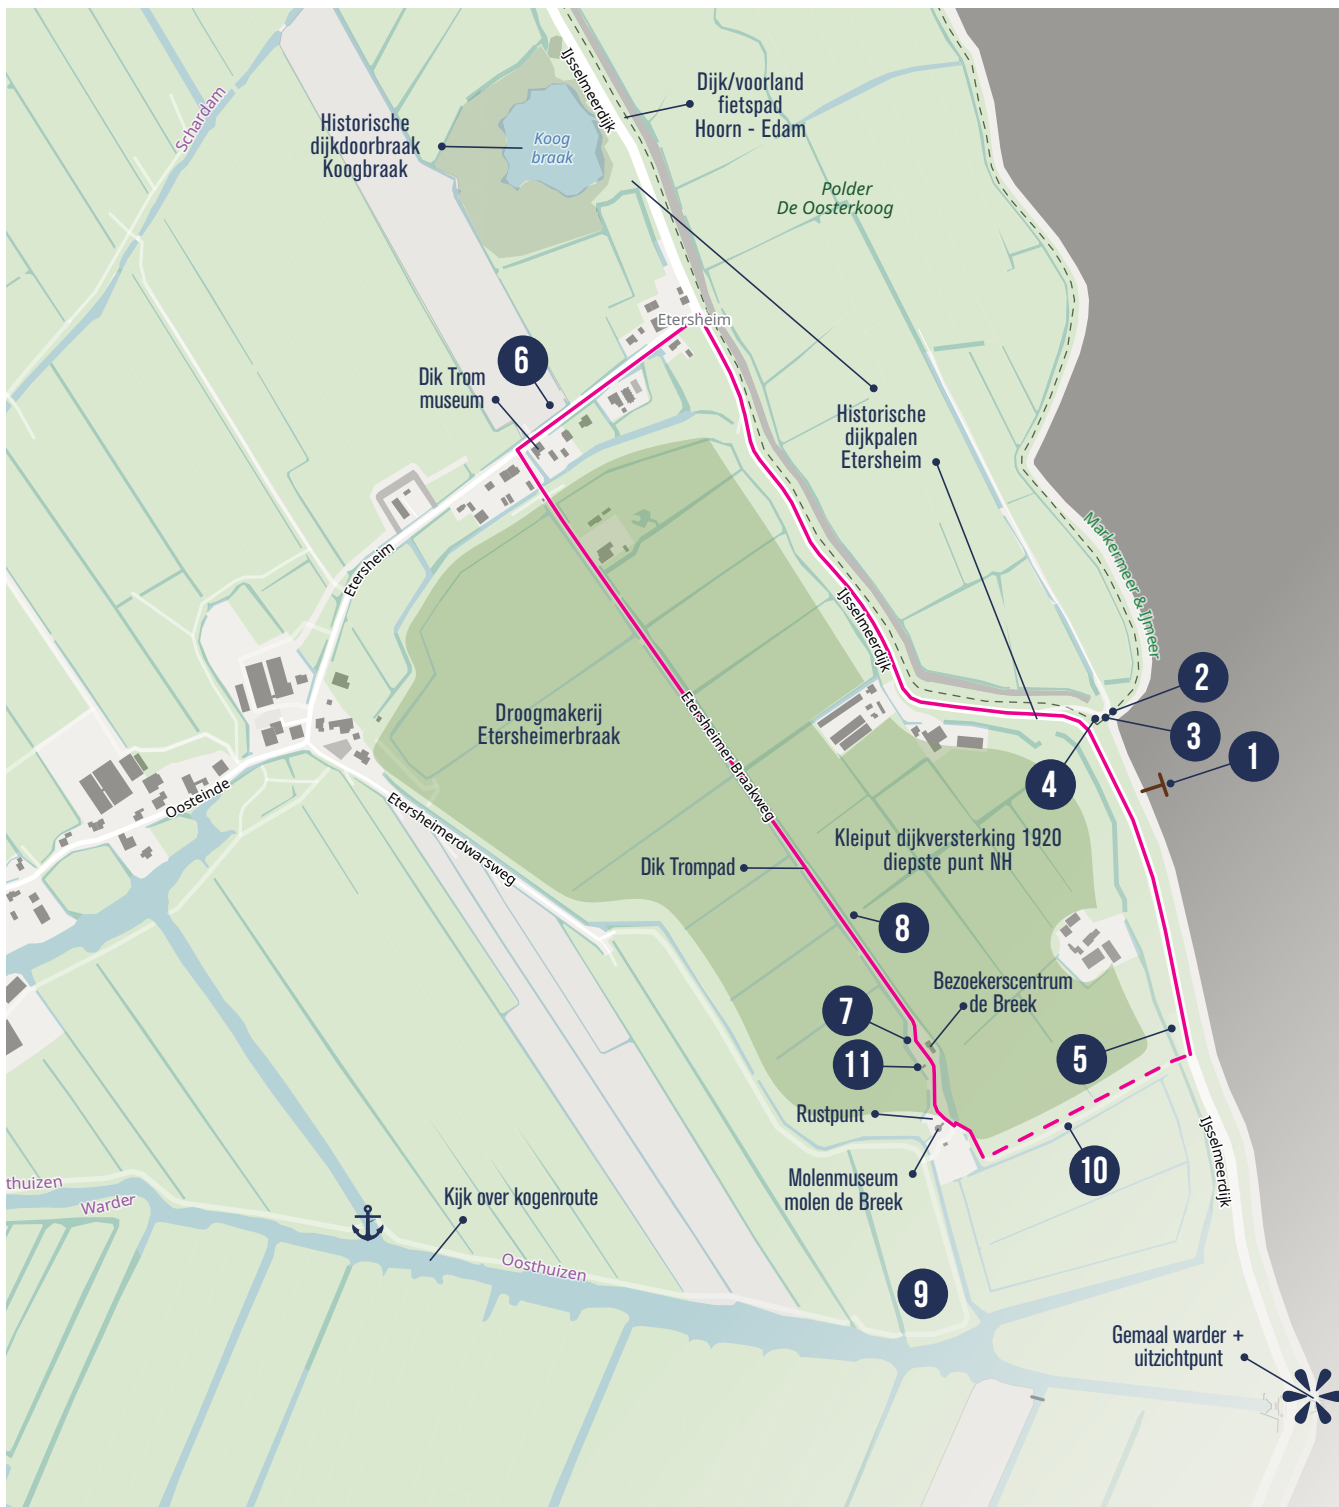 Schardam
Historische
dijkdoorbraak
Koogbraak
Koog
braak
IJsselmeerdijk
Dijk/voorland
fietspad
Hoorn - Edam
Polder
De Oosterkoog
Etersheim
6
Dik Trom
museum
Historische
dijkpalen
Etersheim
Etersheim
IJsselmeerdijk
Markermeer & IJmeer
2
3
1
4
Droogmakerij
Etersheimerbraak
Etersheimer Braakweg
Oosteinde
Etersheimerdwarsweg
Kleiput dijkversterking 1920
diepste punt NH
Dik Trompad
8
Bezoekerscentrum
de Breek
7
11
5
Rustpunt
10
Molenmuseum
molen de Breek
IJsselmeerdijk
thuizen
Warder
Kijk over kogenroute
Oosthuizen
9
Gemaal warder +
uitzichtpunt